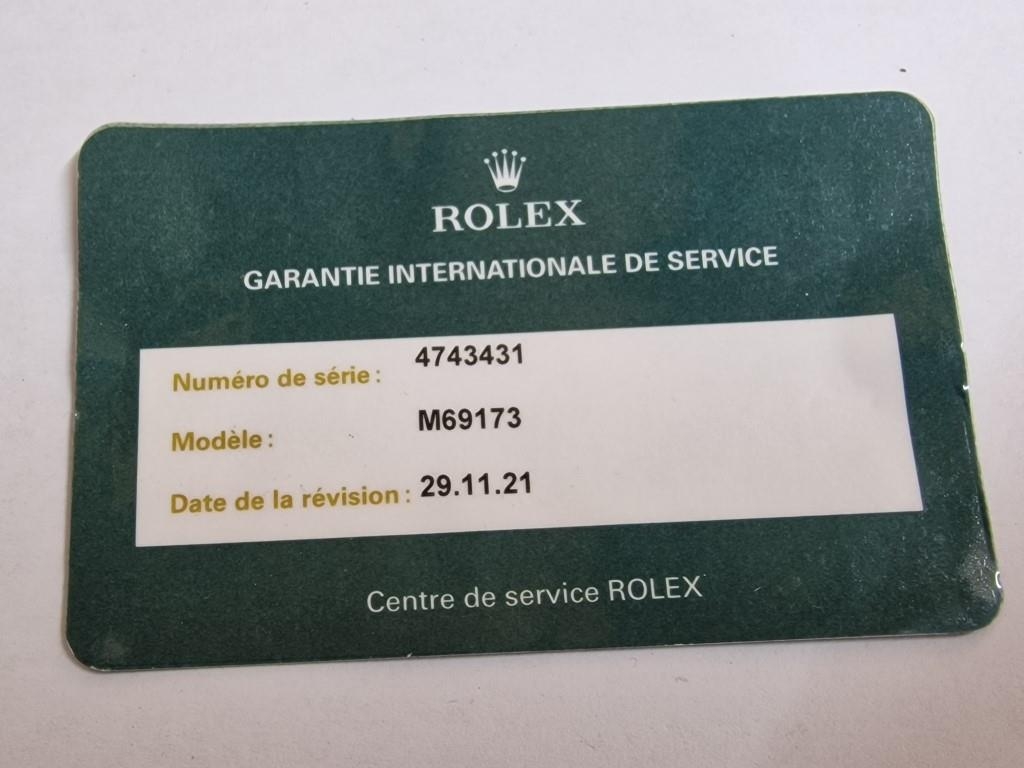 ROLEX
GARANTIE INTERNATIONALE DE SERVICE
Numéro de série : 4743431
Modèle : M69173
Date de la révision : 29.11.21
Centre de service ROLEX